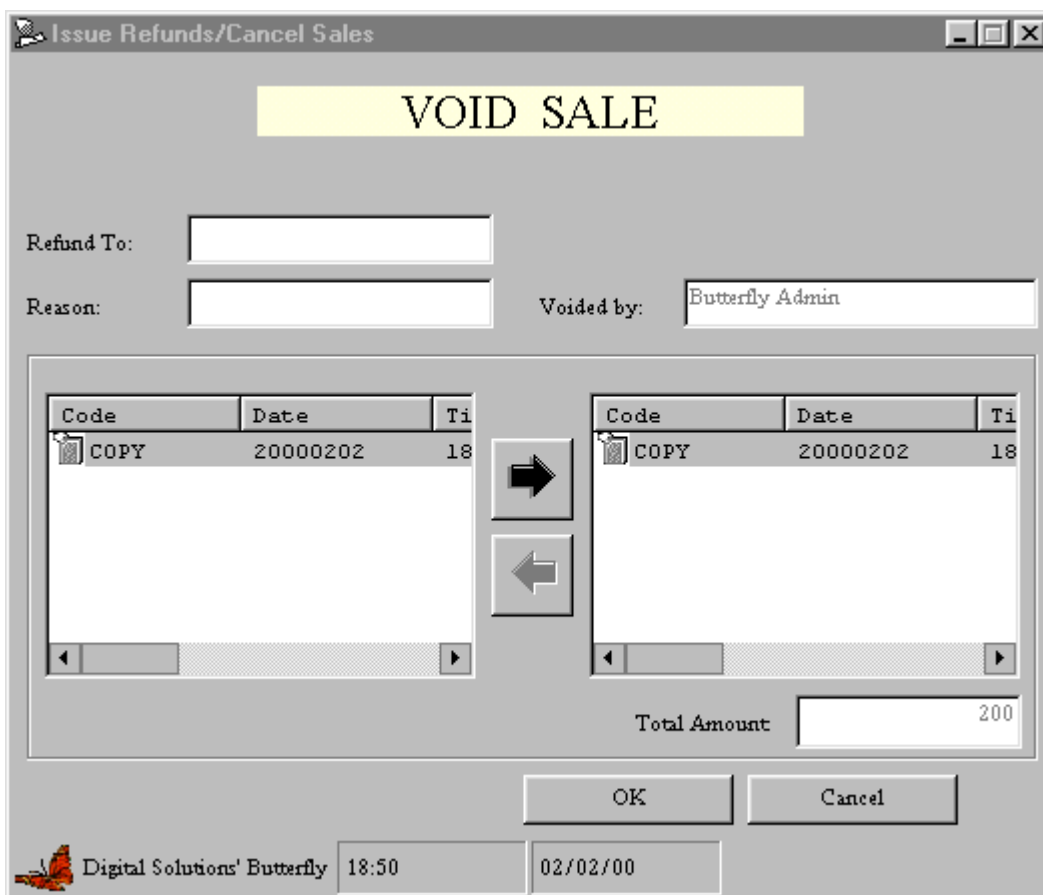 Issue Refunds/Cancel Sales
VOID SALE
Refund To:
Reason:
Voided by: Butterfly Admin
Code Date Ti Code Date Ti
COPY 20000202 18 COPY 20000202 18
Total Amount 200
OK Cancel
Digital Solutions' Butterfly 18:50 02/02/00